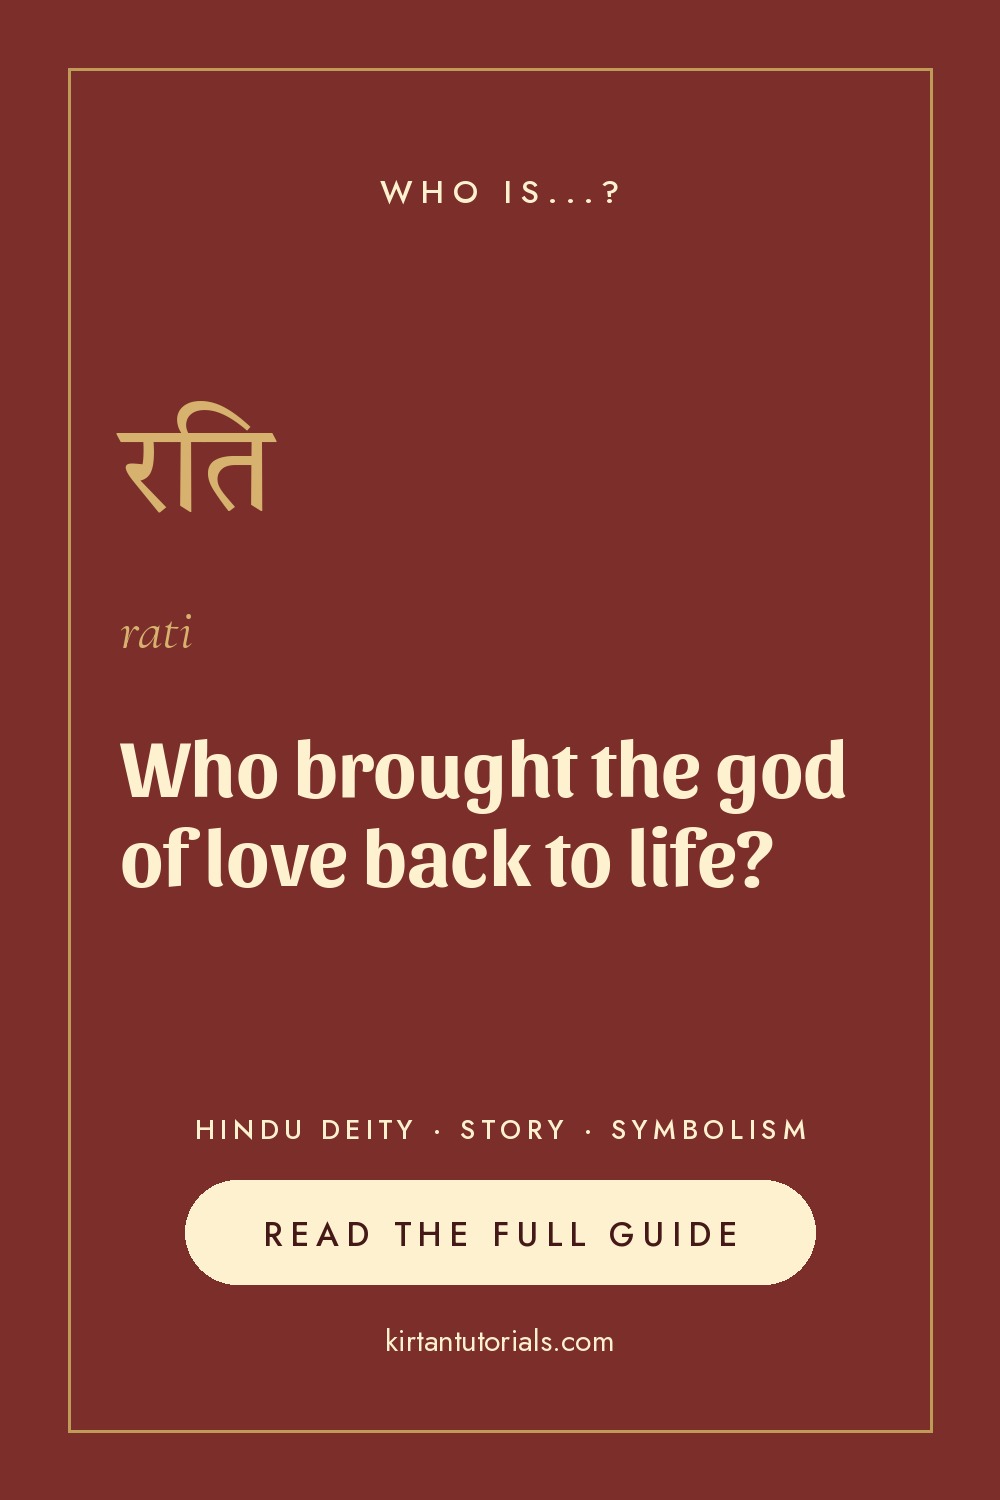 WHO IS...?
रति
rati
Who brought the god
of love back to life?
HINDU DEITY · STORY · SYMBOLISM
READ THE FULL GUIDE
kirtantutorials.com